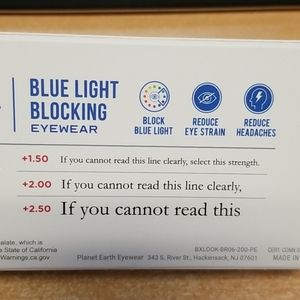 BLUE LIGHT
BLOCKING
EYEWEAR
BLOCK
BLUE LIGHT
REDUCE
EYE STRAIN
REDUCE
HEADACHES
+1.50 If you cannot read this line clearly, select this strength.
+2.00 If you cannot read this line clearly,
+2.50 If you cannot read this
alate, which is
e State of California
Warnings.ca.gov
BXLOOK-BR06-200-PE
Planet Earth Eyewear 343 S. River St., Hackensack, NJ 07601
CERT. COMM.
MADE IN